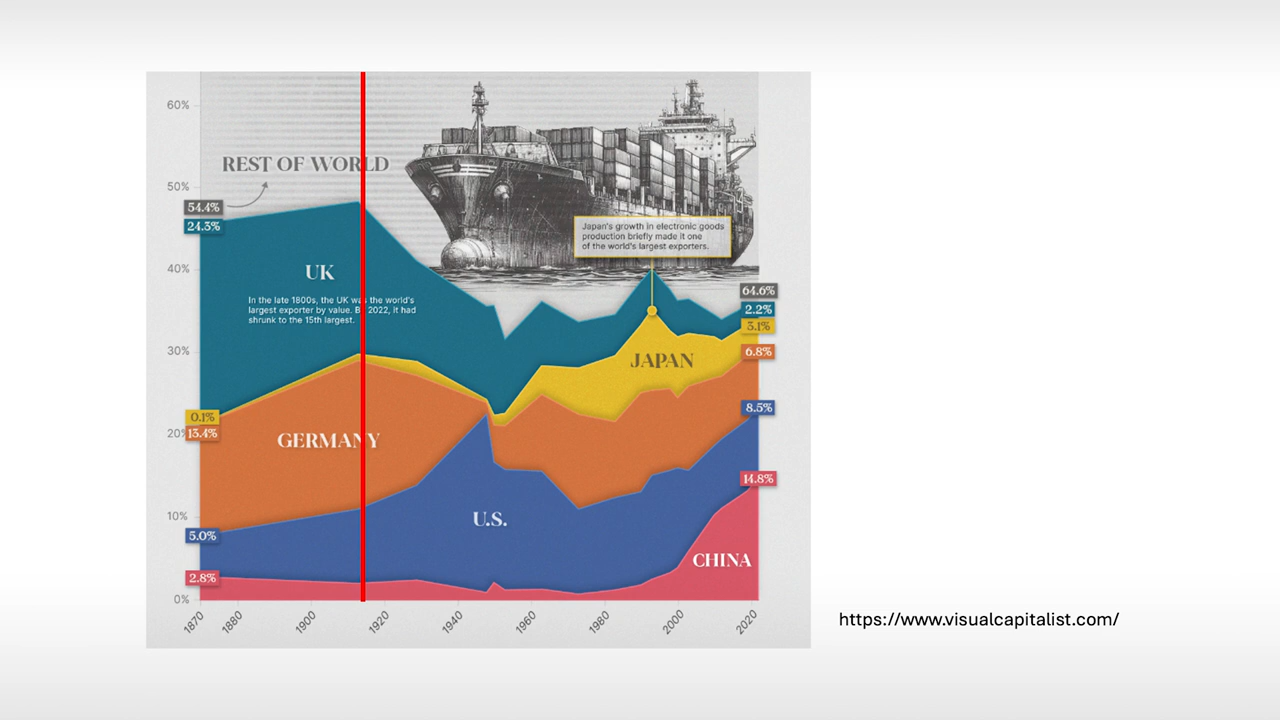 60%
REST OF WORLD
50%
54.4%
24.3%
Japan's growth in electronic goods
production briefly made it one
of the world's largest exporters.
40%
UK
64.6%
In the late 1800s, the UK was the world's
largest exporter by value. By 2022, it had
shrunk to the 15th largest.
2.2%
3.1%
30%
JAPAN
6.8%
0.1%
20%
13.4%
GERMANY
8.5%
14.8%
10%
U.S.
5.0%
CHINA
2.8%
0%
1870 1880 1900 1920 1940 1960 1980 2000 2020
https://www.visualcapitalist.com/